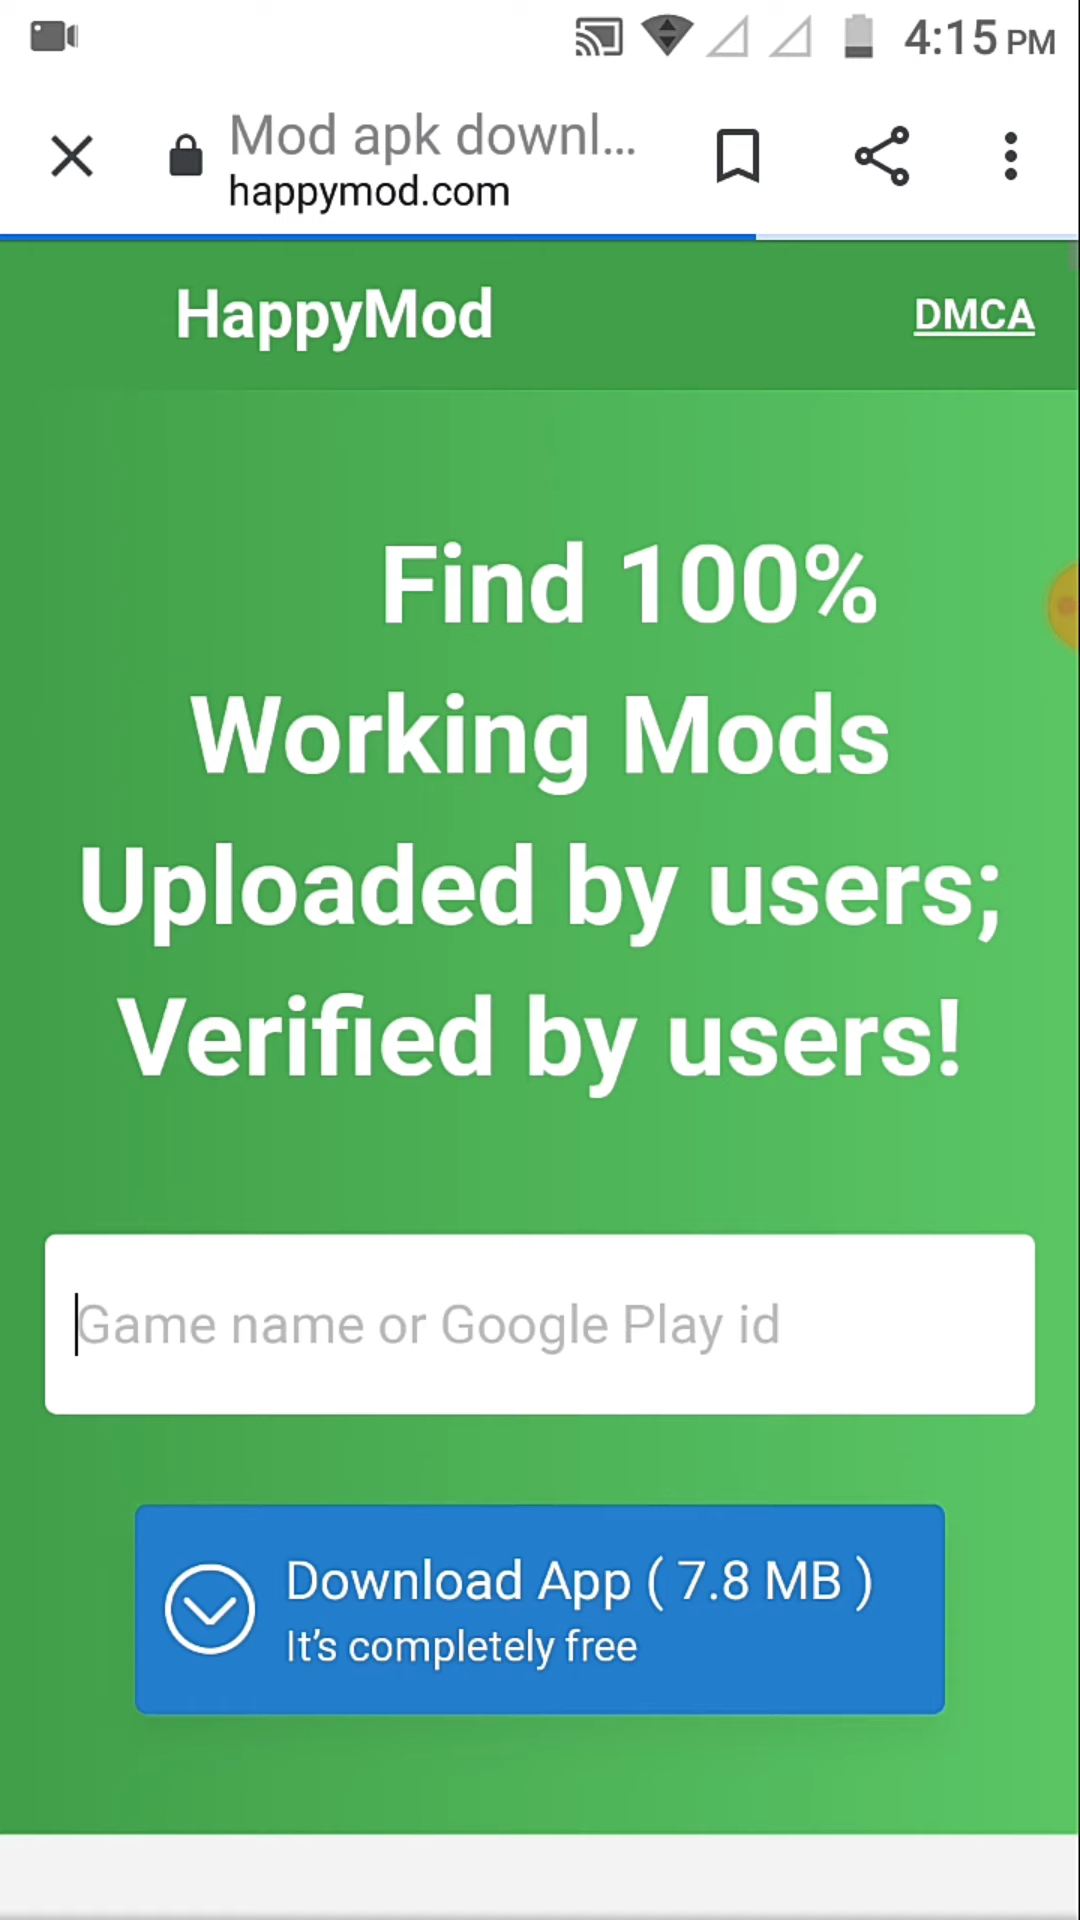 4:15 PM
Mod apk downl...
happymod.com
HappyMod
DMCA
Find 100%
Working Mods
Uploaded by users;
Verified by users!
Game name or Google Play id
Download App ( 7.8 MB )
It's completely free